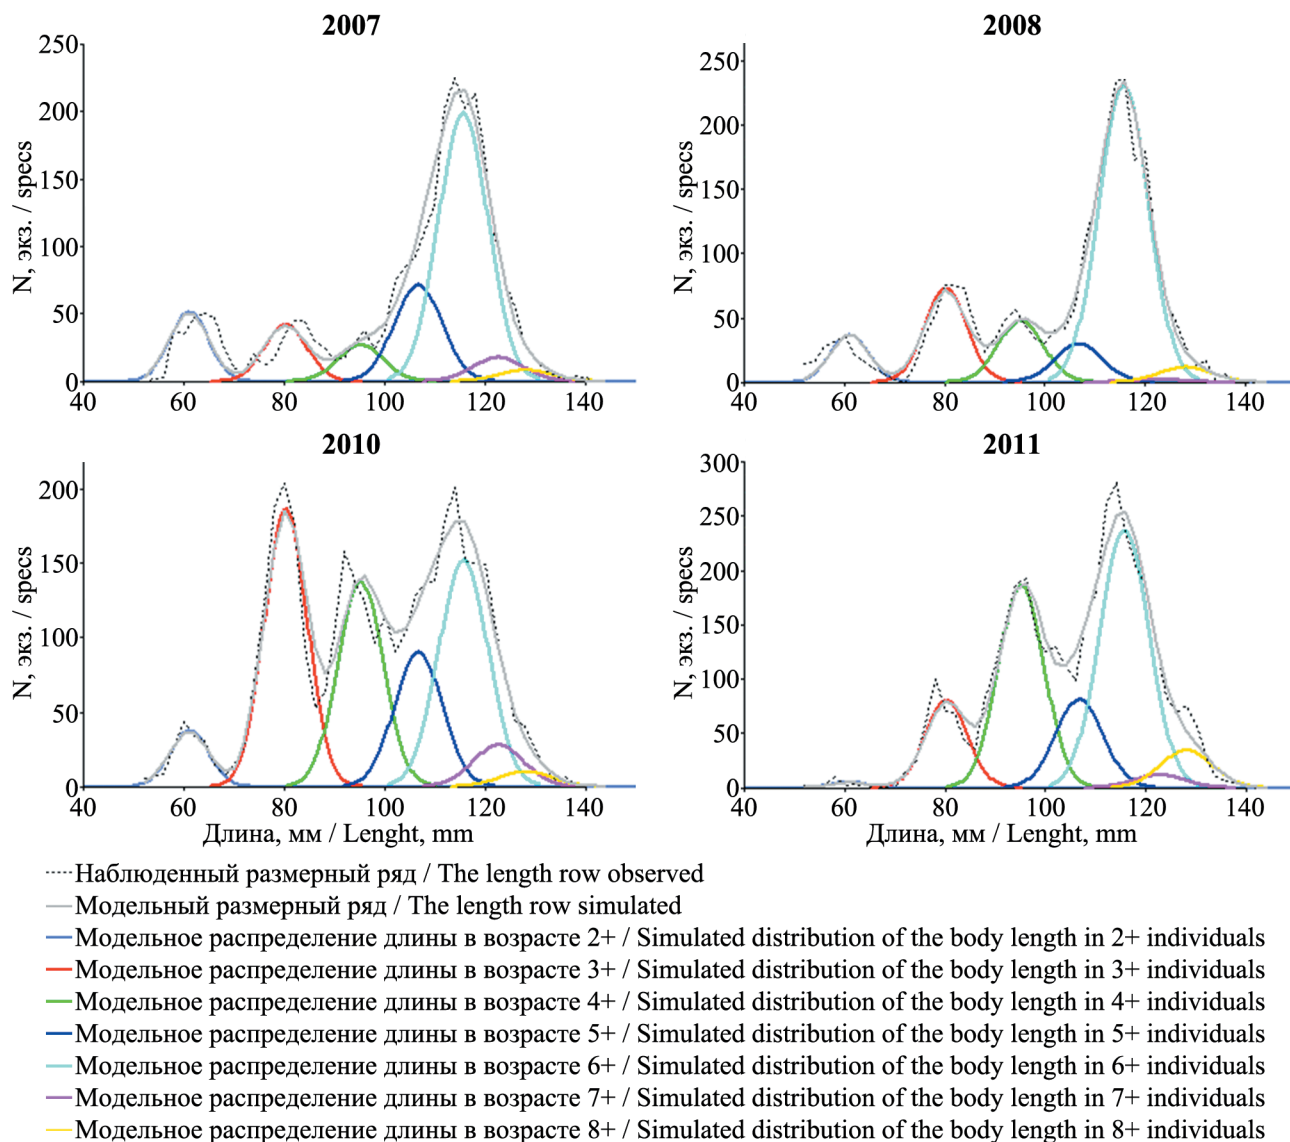 2007
2008
250
200
150
100
50
0
N, экз. / specs
40 60 80 100 120 140
250
200
150
100
50
0
N, экз. / specs
40 60 80 100 120 140
2010
2011
200
150
100
50
0
N, экз. / specs
40 60 80 100 120 140
Длина, мм / Lenght, mm
300
250
200
150
100
50
0
N, экз. / specs
40 60 80 100 120 140
Длина, мм / Lenght, mm
Наблюденный размерный ряд / The length row observed
Модельный размерный ряд / The length row simulated
Модельное распределение длины в возрасте 2+ / Simulated distribution of the body length in 2+ individuals
Модельное распределение длины в возрасте 3+ / Simulated distribution of the body length in 3+ individuals
Модельное распределение длины в возрасте 4+ / Simulated distribution of the body length in 4+ individuals
Модельное распределение длины в возрасте 5+ / Simulated distribution of the body length in 5+ individuals
Модельное распределение длины в возрасте 6+ / Simulated distribution of the body length in 6+ individuals
Модельное распределение длины в возрасте 7+ / Simulated distribution of the body length in 7+ individuals
Модельное распределение длины в возрасте 8+ / Simulated distribution of the body length in 8+ individuals